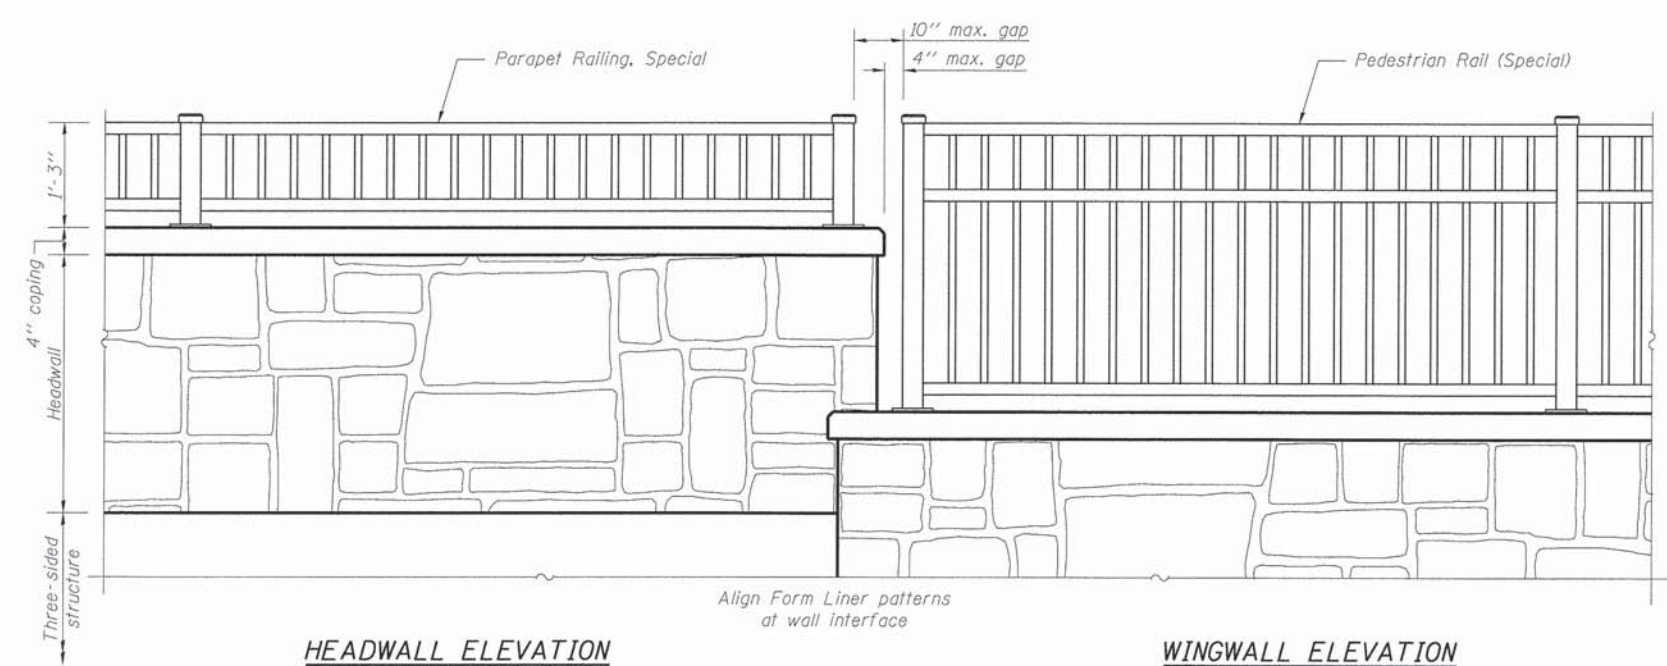 10" max. gap
4" max. gap
Parapet Railing, Special
Pedestrian Rail (Special)
1'-3"
4" coping
Headwall
Three-sided
structure
Align Form Liner patterns
at wall interface
HEADWALL ELEVATION
WINGWALL ELEVATION